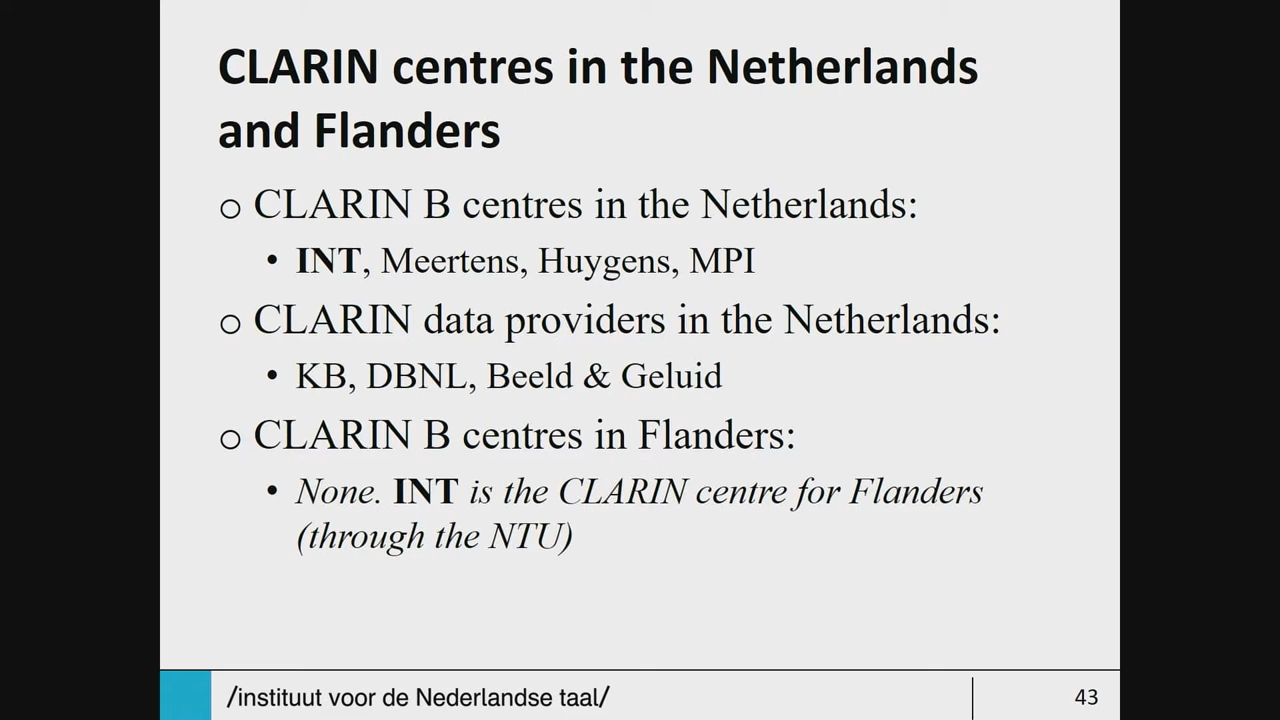 CLARIN centres in the Netherlands
and Flanders
o CLARIN B centres in the Netherlands:
• INT, Meertens, Huygens, MPI
o CLARIN data providers in the Netherlands:
• KB, DBNL, Beeld & Geluid
o CLARIN B centres in Flanders:
• None. INT is the CLARIN centre for Flanders
(through the NTU)
/instituut voor de Nederlandse taal/
43